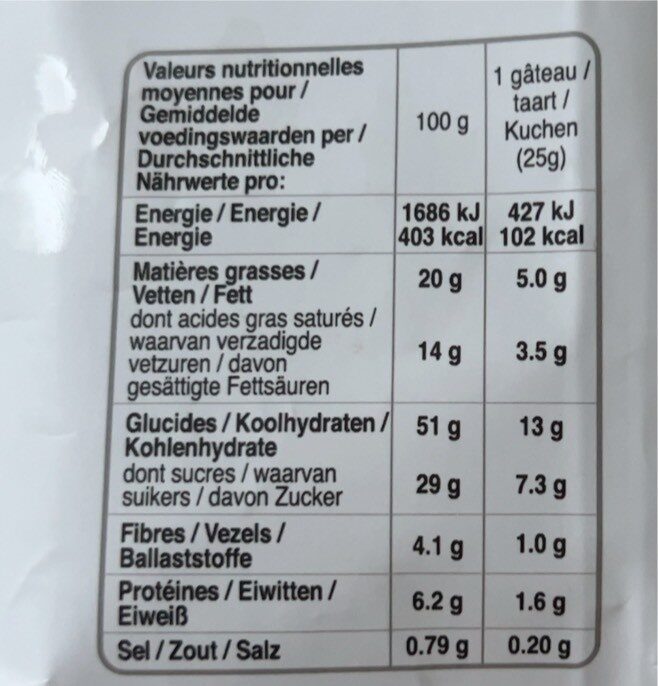 Valeurs nutritionnelles
moyennes pour /
Gemiddelde
voedingswaarden per /
Durchschnittliche
Nährwerte pro:
100 g
1 gâteau /
taart /
Kuchen
(25g)
Energie / Energie /
Energie
1686 kJ
403 kcal
427 kJ
102 kcal
Matières grasses /
Vetten / Fett
20 g
5.0 g
dont acides gras saturés /
waarvan verzadigde
vetzuren / davon
gesättigte Fettsäuren
14 g
3.5 g
Glucides / Koolhydraten /
Kohlenhydrate
51 g
13 g
dont sucres / waarvan
suikers / davon Zucker
29 g
7.3 g
Fibres / Vezels /
Ballaststoffe
4.1 g
1.0 g
Protéines / Eiwitten /
Eiweiß
6.2 g
1.6 g
Sel / Zout / Salz
0.79 g
0.20 g